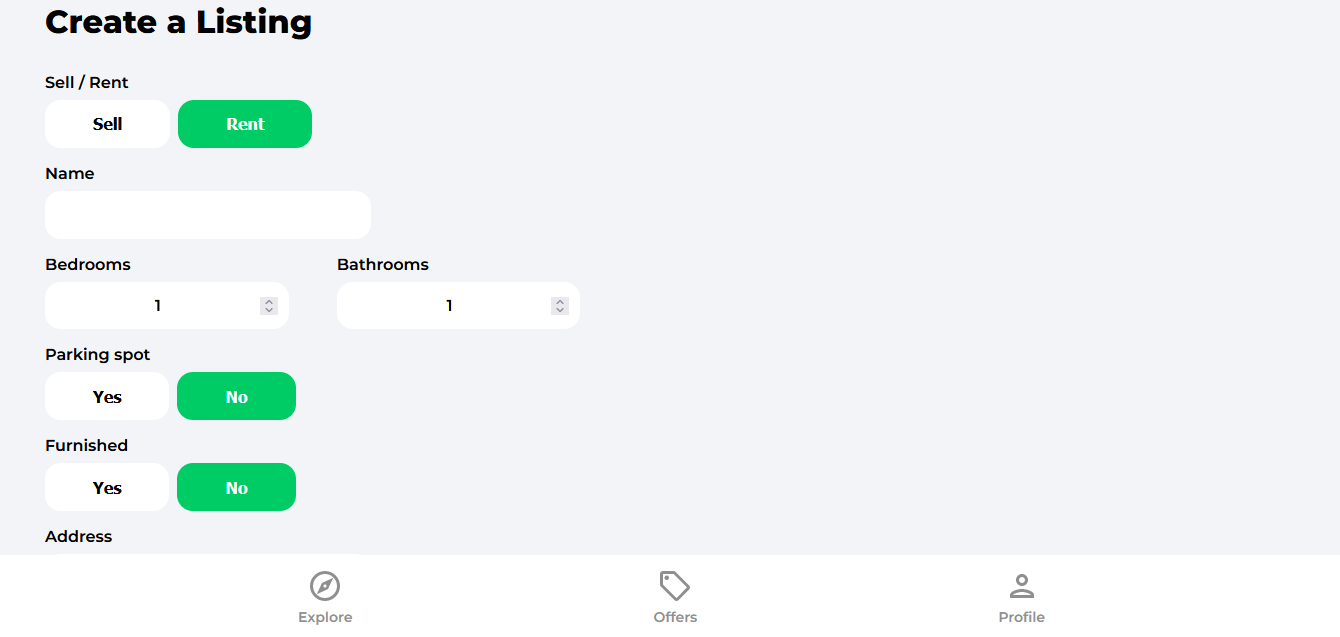 Create a Listing
Sell / Rent
Sell Rent
Name
Bedrooms Bathrooms
1 1
Parking spot
Yes No
Furnished
Yes No
Address
Explore Offers Profile